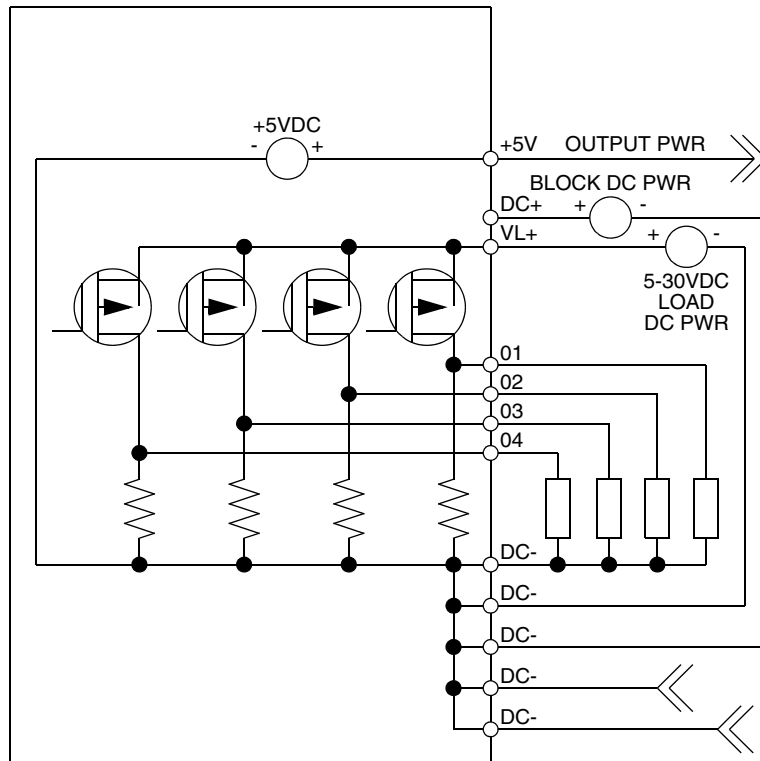 +5VDC
- +
+5V OUTPUT PWR
BLOCK DC PWR
DC+ + -
VL+ + -
5-30VDC
LOAD
DC PWR
01
02
03
04
DC-
DC-
DC-
DC-
DC-